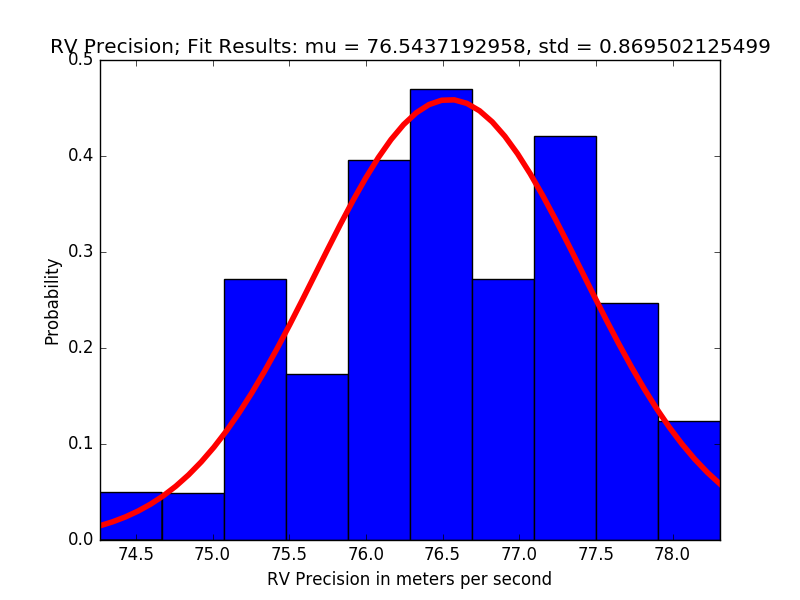 RV Precision; Fit Results: mu = 76.5437192958, std = 0.869502125499
0.5
0.4
0.3
0.2
0.1
0.0
Probability
74.5 75.0 75.5 76.0 76.5 77.0 77.5 78.0
RV Precision in meters per second